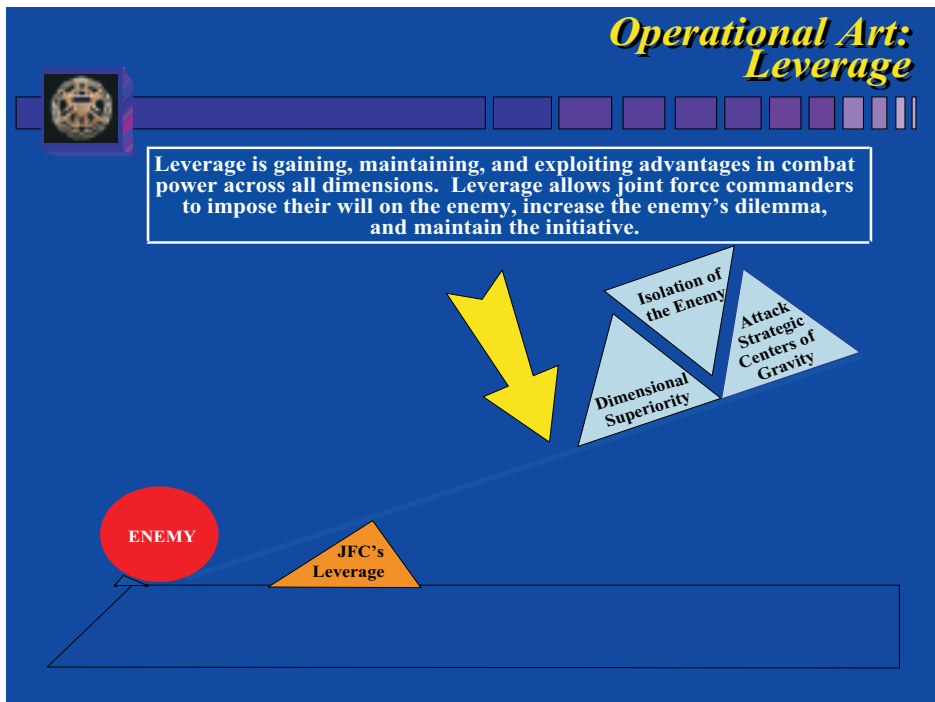 Operational Art:
Leverage
Leverage is gaining, maintaining, and exploiting advantages in combat
power across all dimensions.  Leverage allows joint force commanders
to impose their will on the enemy, increase the enemy's dilemma,
and maintain the initiative.
Isolation of
the Enemy
Attack
Strategic
Centers of
Gravity
Dimensional
Superiority
ENEMY
JFC's
Leverage